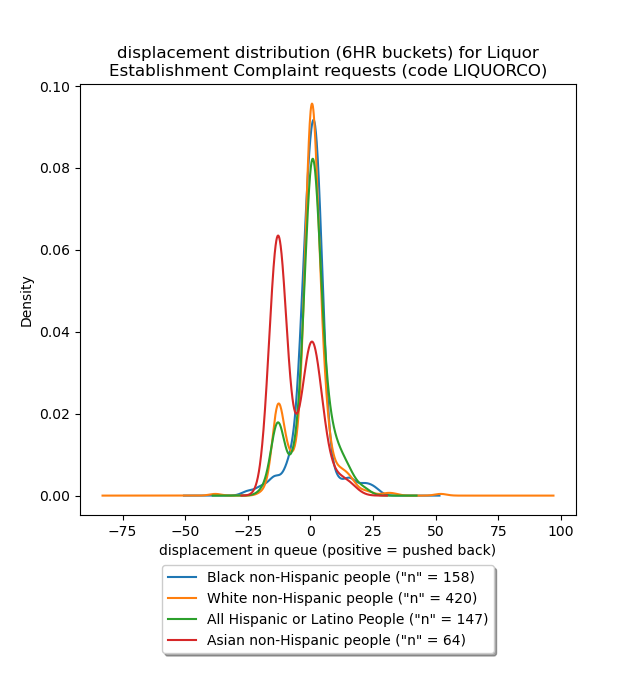 displacement distribution (6HR buckets) for Liquor
Establishment Complaint requests (code LIQUORCO)
0.10
0.08
0.06
0.04
0.02
0.00
Density
−75
−50
−25
0
25
50
75
100
displacement in queue (positive = pushed back)
Black non-Hispanic people ("n" = 158)
White non-Hispanic people ("n" = 420)
All Hispanic or Latino People ("n" = 147)
Asian non-Hispanic people ("n" = 64)